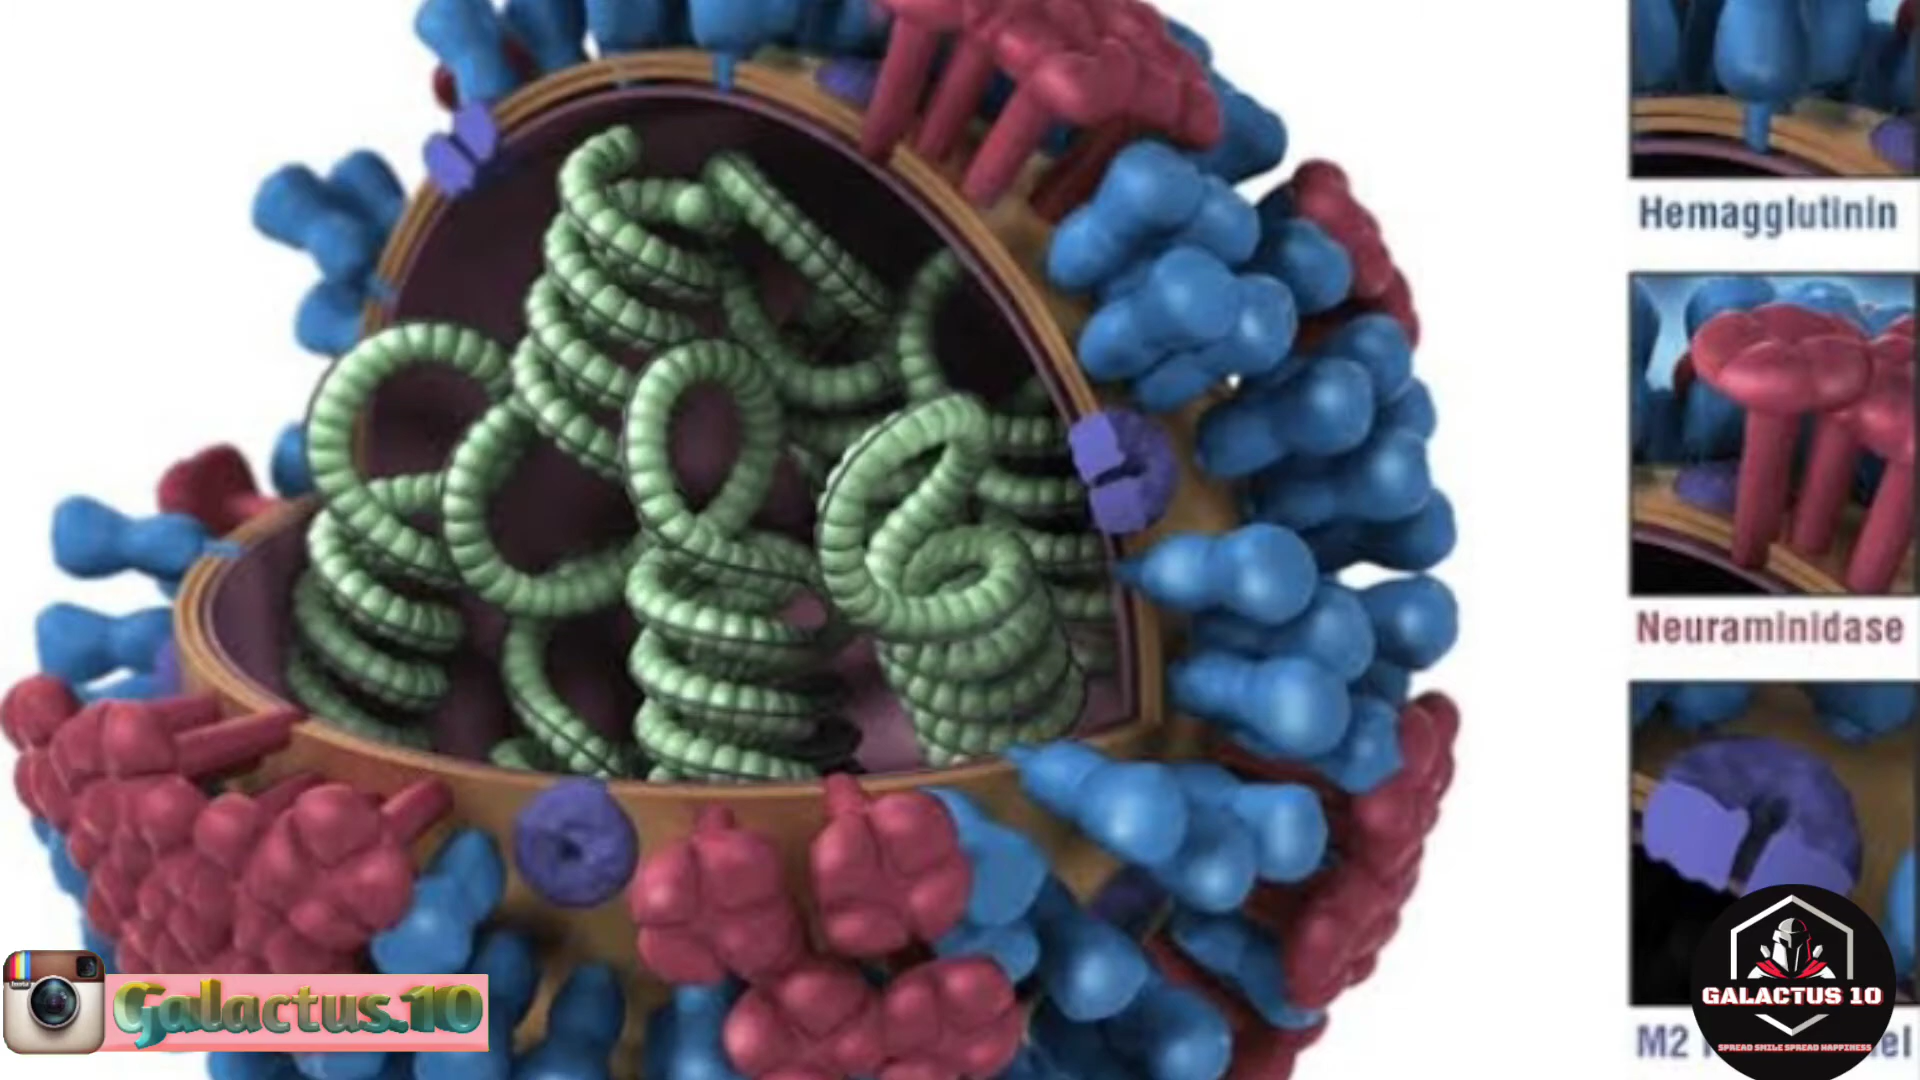 Hemagglutinin
Neuraminidase
M2
Galactus.10
GALACTUS 10
SPREAD SMILE SPREAD HAPPINESS